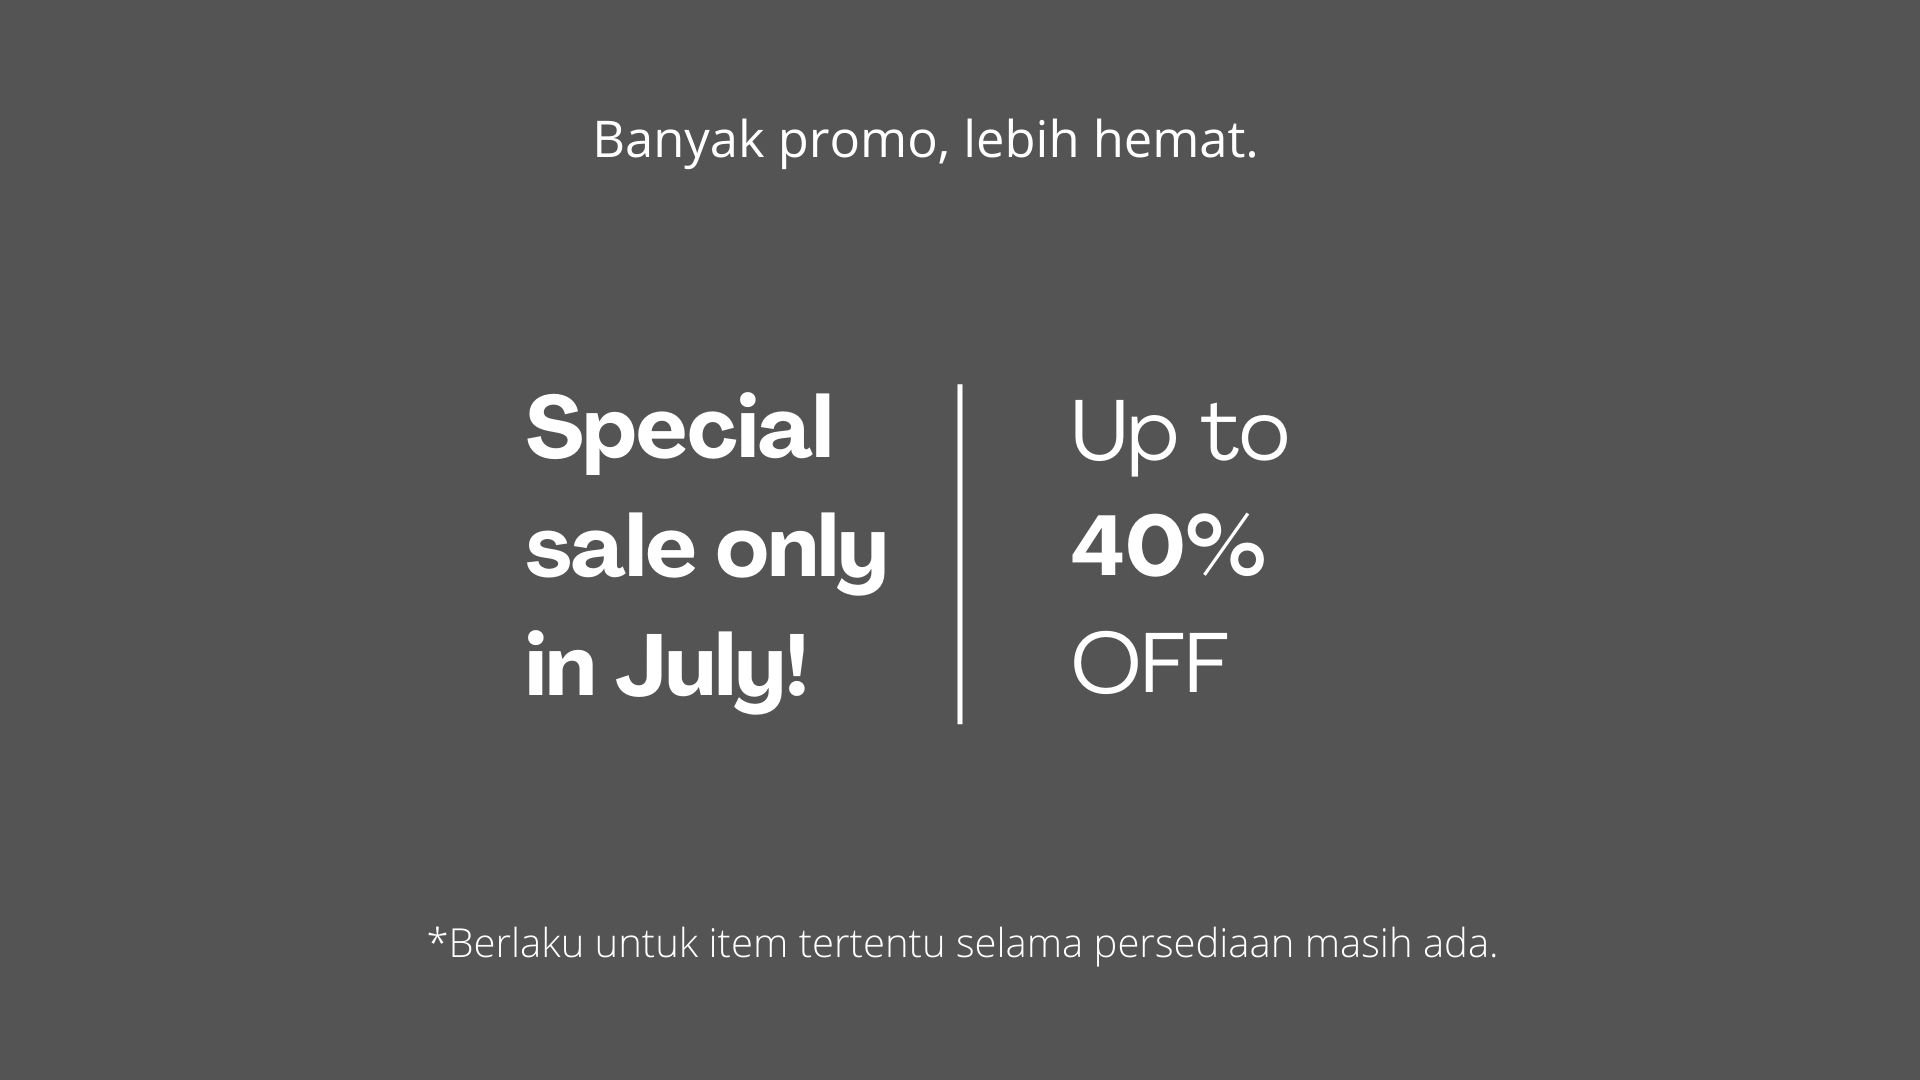 Banyak promo, lebih hemat.
Special
sale only
in July!
Up to
40%
OFF
*Berlaku untuk item tertentu selama persediaan masih ada.